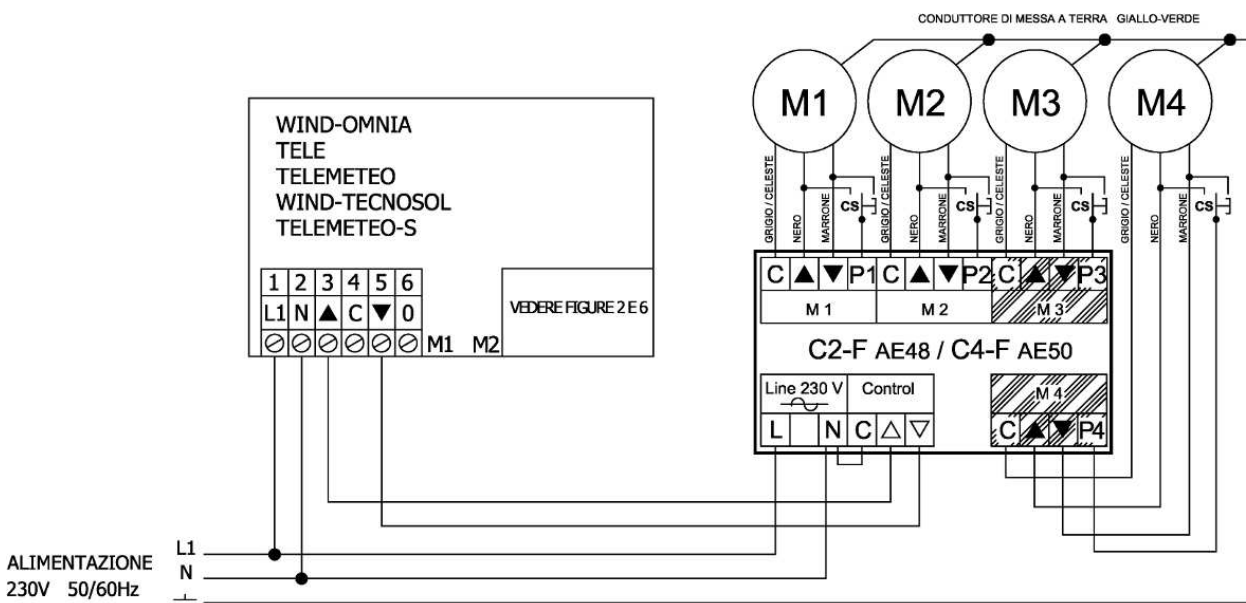 CONDUTTORE DI MESSA A TERRA GIALLO-VERDE
M1 M2 M3 M4
WIND-OMNIA
TELE
TELEMETEO
WIND-TECNOSOL
TELEMETEO-S
GRIGIO / CELESTE NERO MARRONE CS GRIGIO / CELESTE NERO MARRONE CS GRIGIO / CELESTE NERO MARRONE CS GRIGIO / CELESTE NERO MARRONE CS
1 2 3 4 5 6
L1 N ▲ C ▼ 0
M1 M2
VEDERE FIGURE 2 E 6
C ▲ ▼ P1 C ▲ ▼ P2 C ▲ ▼ P3
M 1 M 2 M 3
C2-F AE48 / C4-F AE50
Line 230 V Control M 4
L N C △ ▽ C ▲ ▼ P4
L1
ALIMENTAZIONE
N
230V 50/60Hz